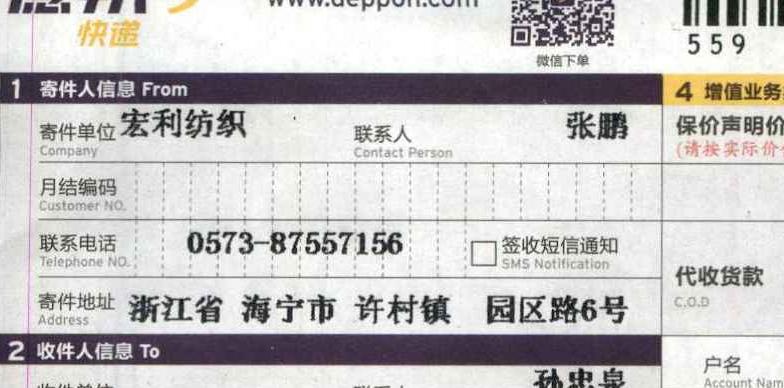 快递
www.deppon.com
微信下单
559
1 寄件人信息 From
4 增值业务
寄件单位 宏利纺织 联系人 张鹏
Company Contact Person
保价声明价
(请按实际价
月结编码
Customer NO.
联系电话 0573-87557156 签收短信通知
Telephone NO. SMS Notification
代收货款
C.O.D
寄件地址 浙江省 海宁市 许村镇 园区路6号
Address
2 收件人信息 To
户名
Account Nam
孙忠泉